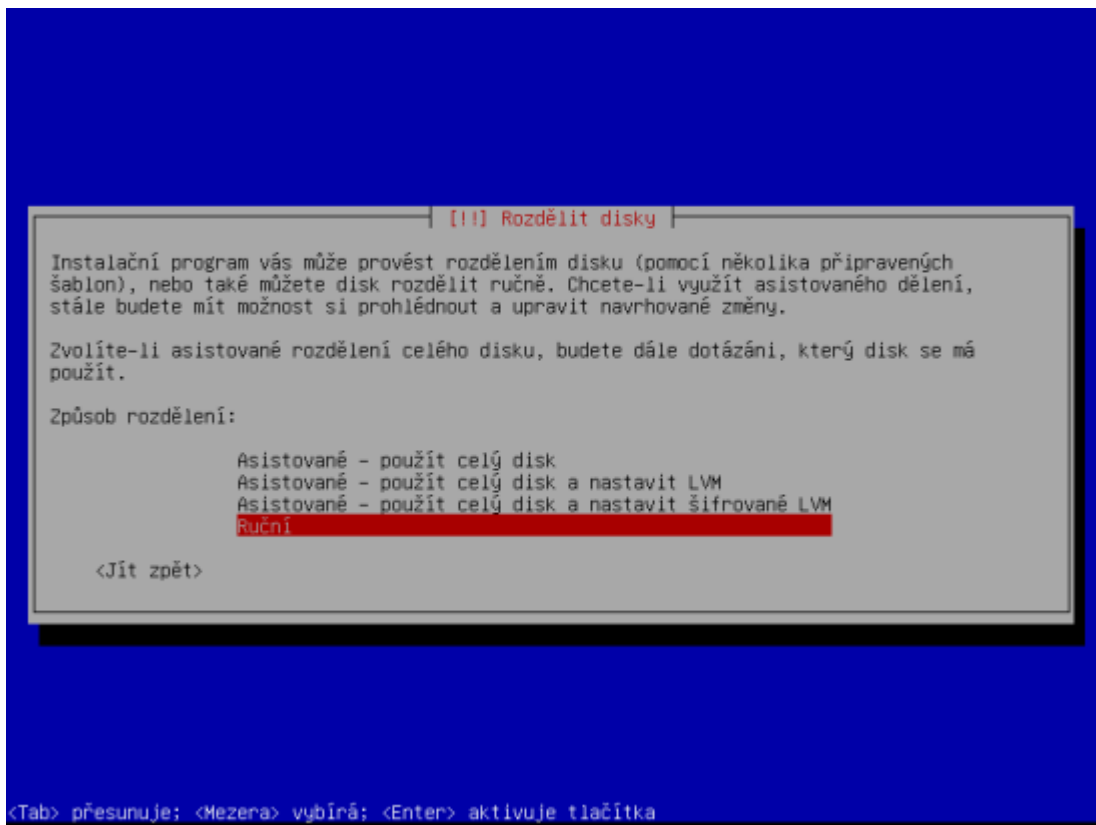 [!!] Rozdělit disky
Instalační program vás může provést rozdělením disku (pomocí několika připravených
šablon), nebo také můžete disk rozdělit ručně. Chcete-li využít asistovaného dělení,
stále budete mít možnost si prohlédnout a upravit navrhované změny.
Zvolíte-li asistované rozdělení celého disku, budete dále dotázáni, který disk se má
použít.
Způsob rozdělení:
Asistované – použít celý disk
Asistované – použít celý disk a nastavit LVM
Asistované – použít celý disk a nastavit šifrované LVM
Ruční
<Jít zpět>
<Tab> přesunuje; <Mezera> vybírá; <Enter> aktivuje tlačítka